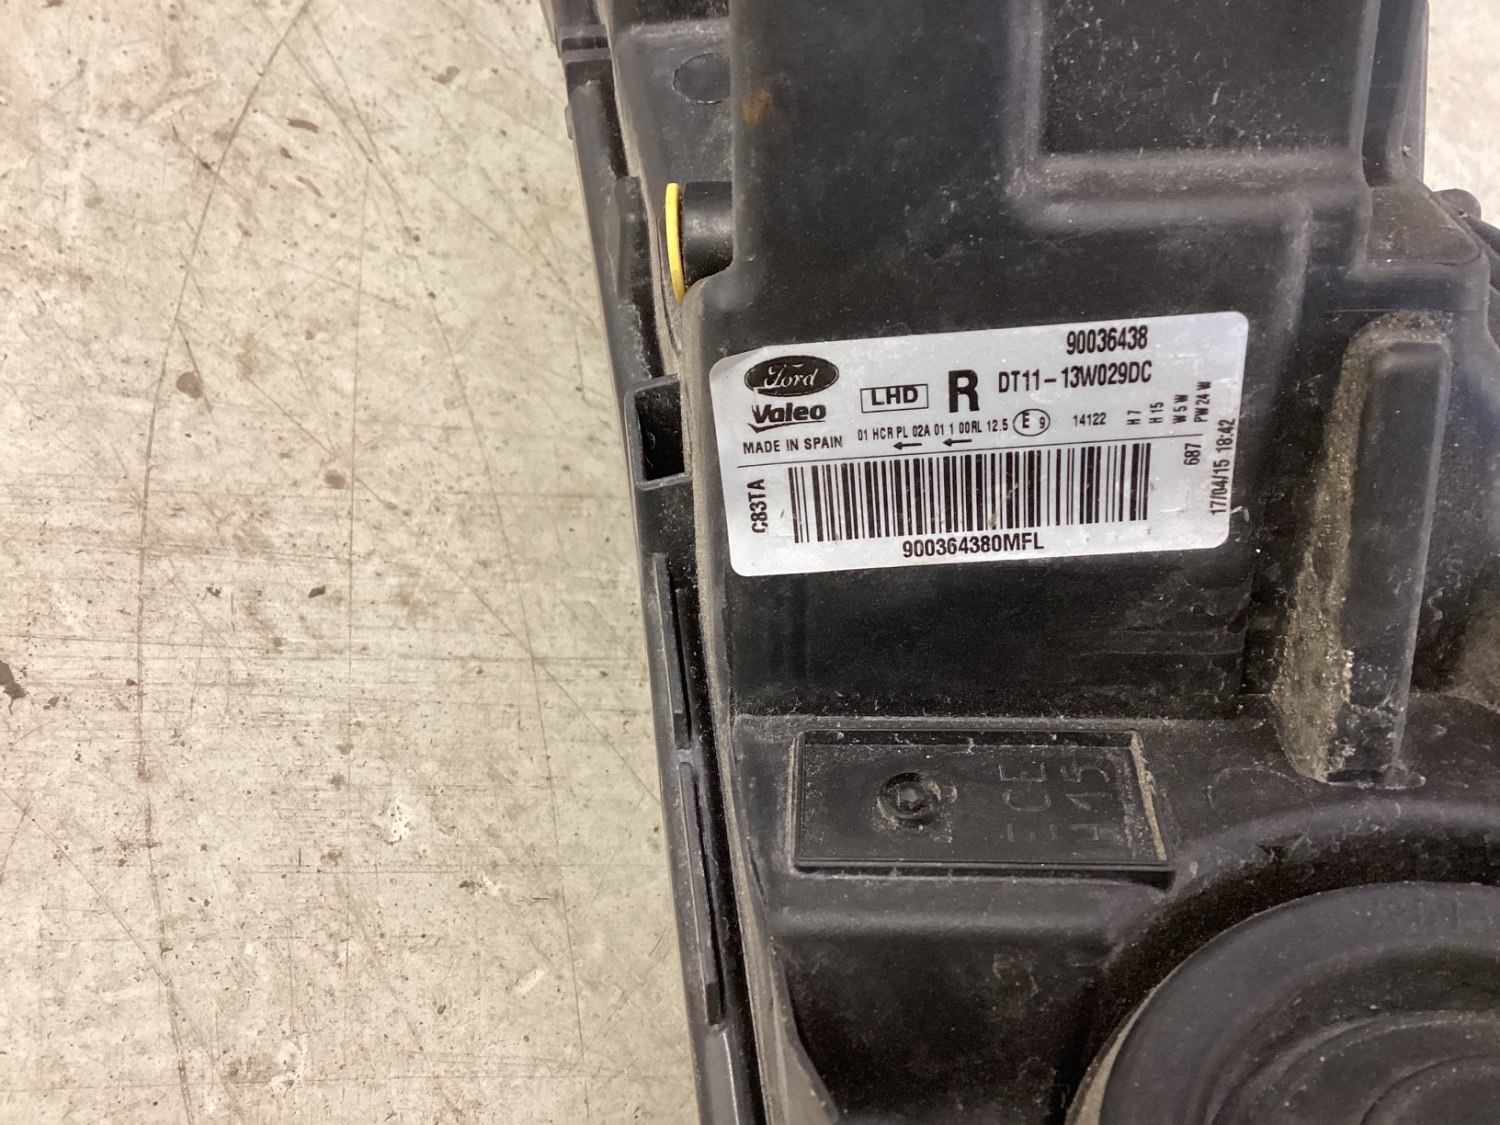 90036438
Ford
LHD R DT11-13W029DC
Valeo
MADE IN SPAIN
01 HCR PL 02A 01 1 00RL 12.5 E 9 14122
← ←
H7
H15
W5W
PW24W
C83TA
687
17/04/15 18:42
900364380MFL
ECE
H15